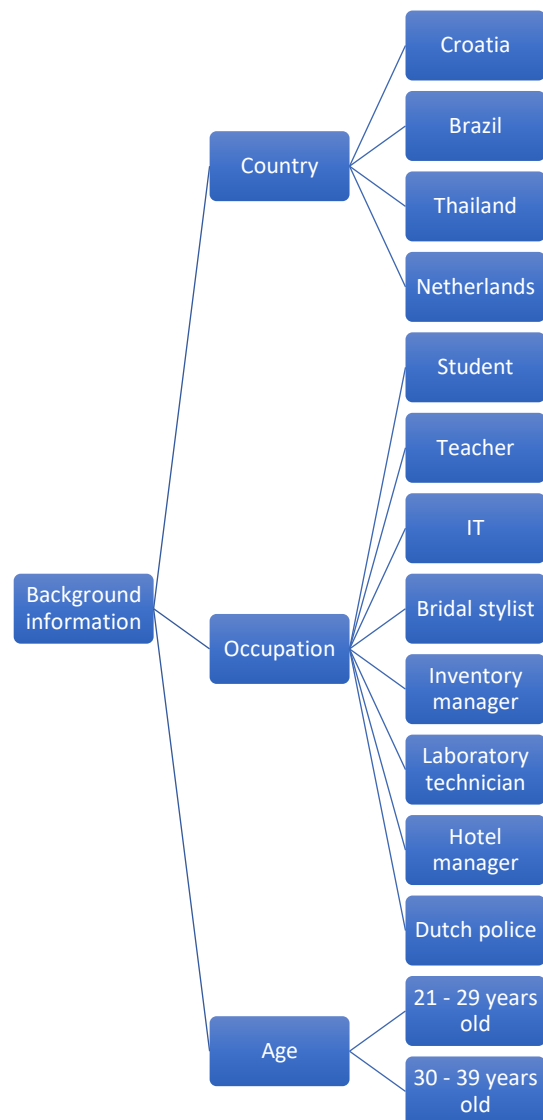 Croatia
Brazil
Country
Thailand
Netherlands
Student
Teacher
IT
Background
information
Bridal stylist
Occupation
Inventory
manager
Laboratory
technician
Hotel
manager
Dutch police
21 - 29 years
old
Age
30 - 39 years
old